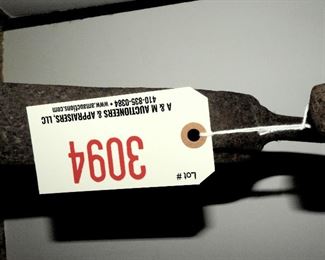 Lot #
3094
A & M AUCTIONEERS & APPRAISERS, LLC
410-835-0384 • www.amauctions.com